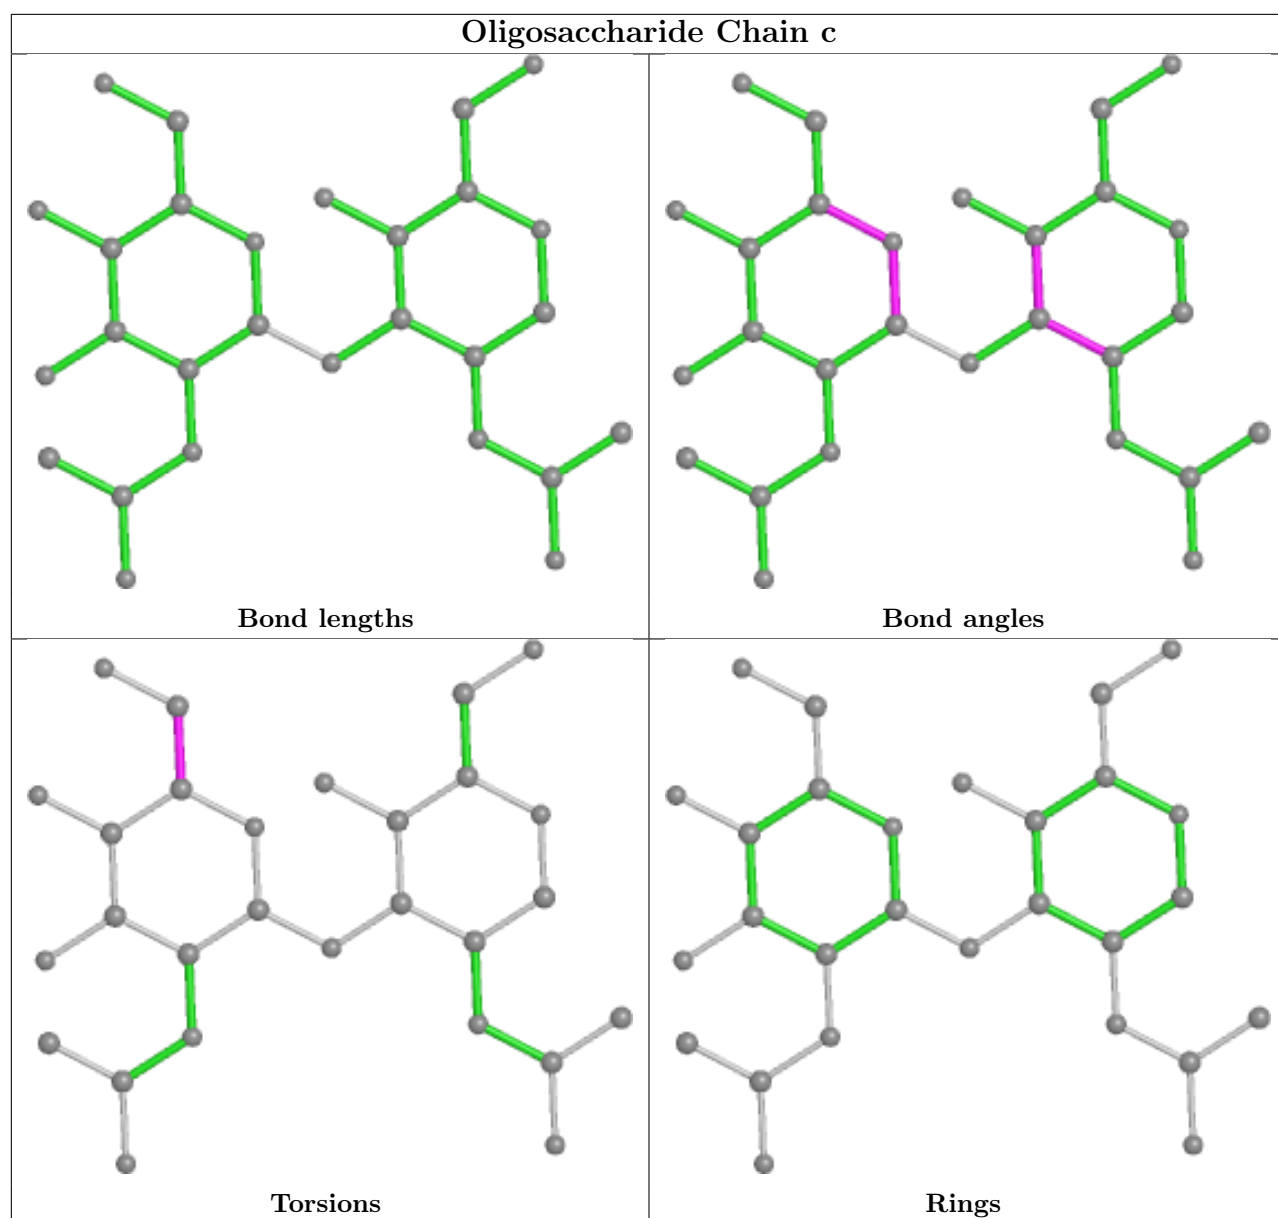 Oligosaccharide Chain c
Bond lengths
Bond angles
Torsions
Rings